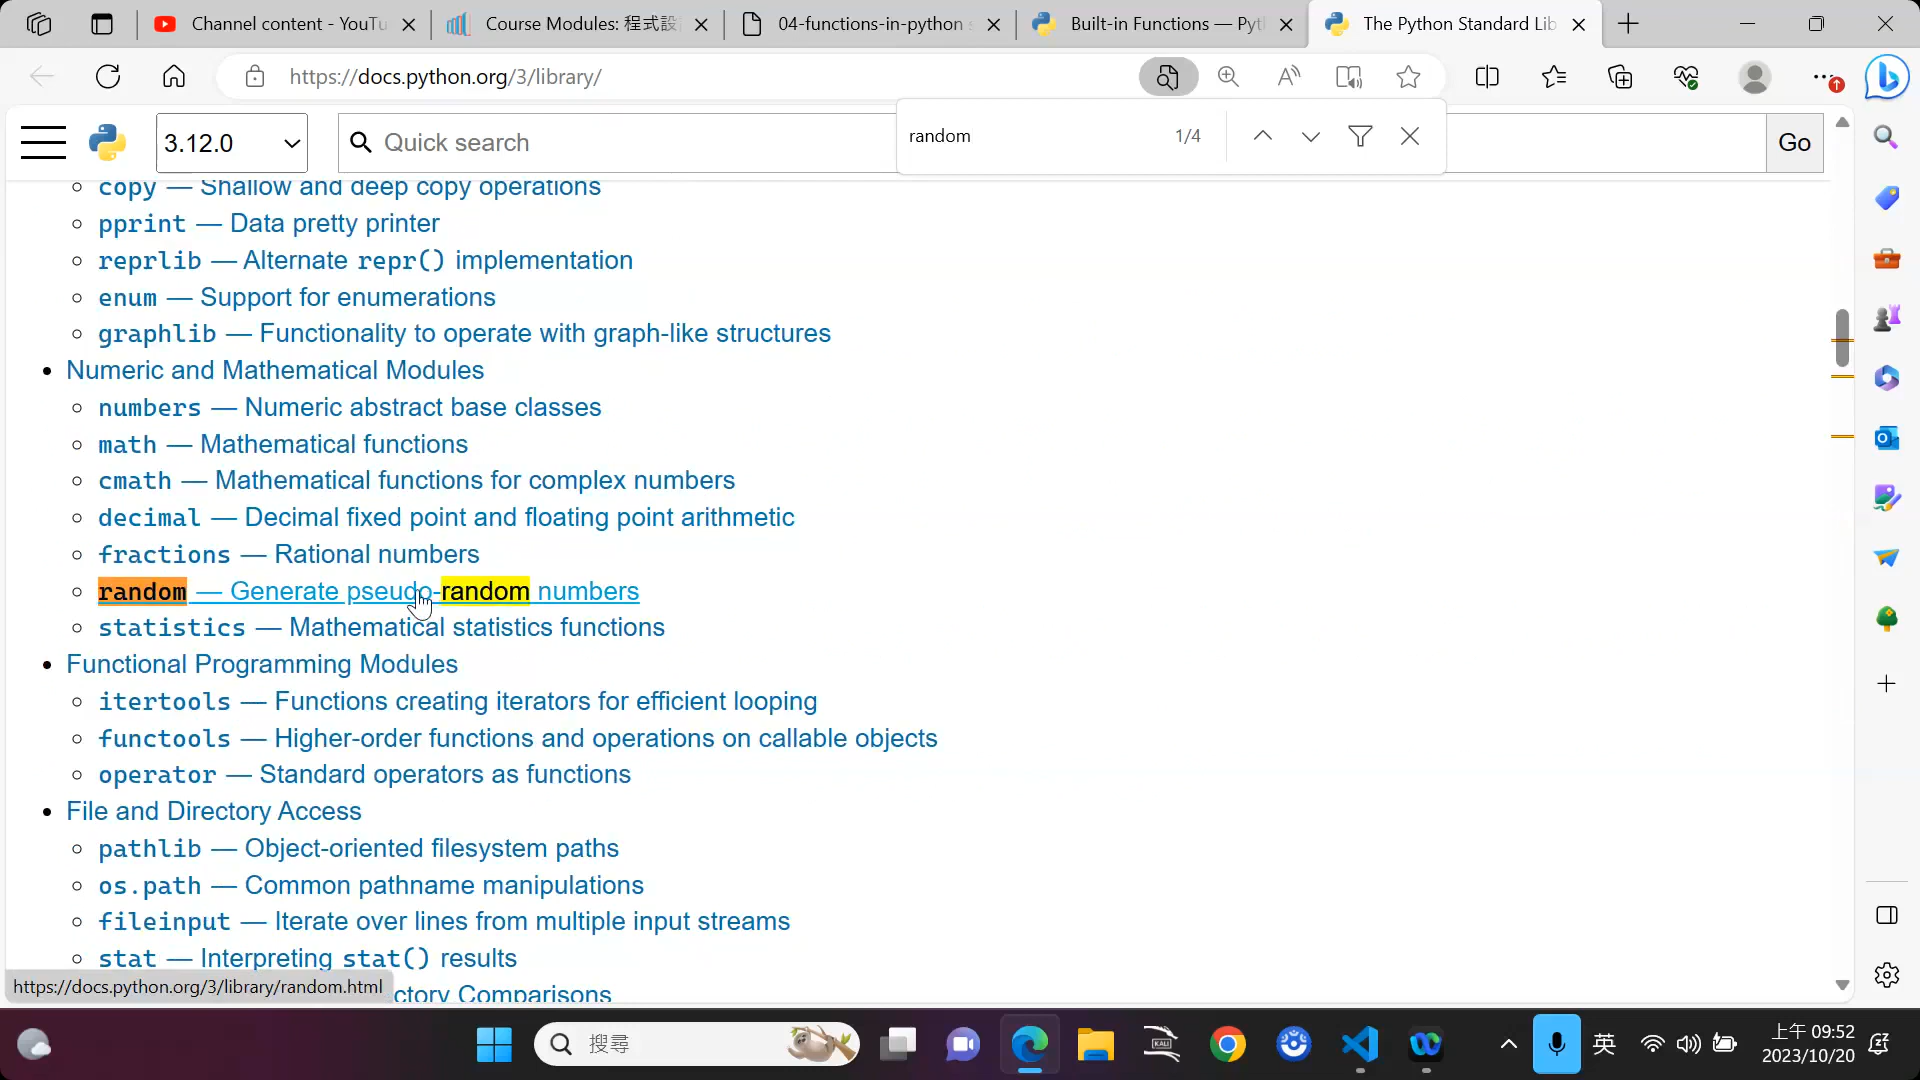 Channel content - YouTu
Course Modules: 程式設
04-functions-in-python s
Built-in Functions — Pyt
The Python Standard Lib
https://docs.python.org/3/library/
3.12.0
Quick search
random
1/4
Go
copy — Shallow and deep copy operations
pprint — Data pretty printer
reprlib — Alternate repr() implementation
enum — Support for enumerations
graphlib — Functionality to operate with graph-like structures
Numeric and Mathematical Modules
numbers — Numeric abstract base classes
math — Mathematical functions
cmath — Mathematical functions for complex numbers
decimal — Decimal fixed point and floating point arithmetic
fractions — Rational numbers
random — Generate pseudo-random numbers
statistics — Mathematical statistics functions
Functional Programming Modules
itertools — Functions creating iterators for efficient looping
functools — Higher-order functions and operations on callable objects
operator — Standard operators as functions
File and Directory Access
pathlib — Object-oriented filesystem paths
os.path — Common pathname manipulations
fileinput — Iterate over lines from multiple input streams
stat — Interpreting stat() results
https://docs.python.org/3/library/random.html
ctory Comparisons
搜尋
KALI
英
上午 09:52
2023/10/20